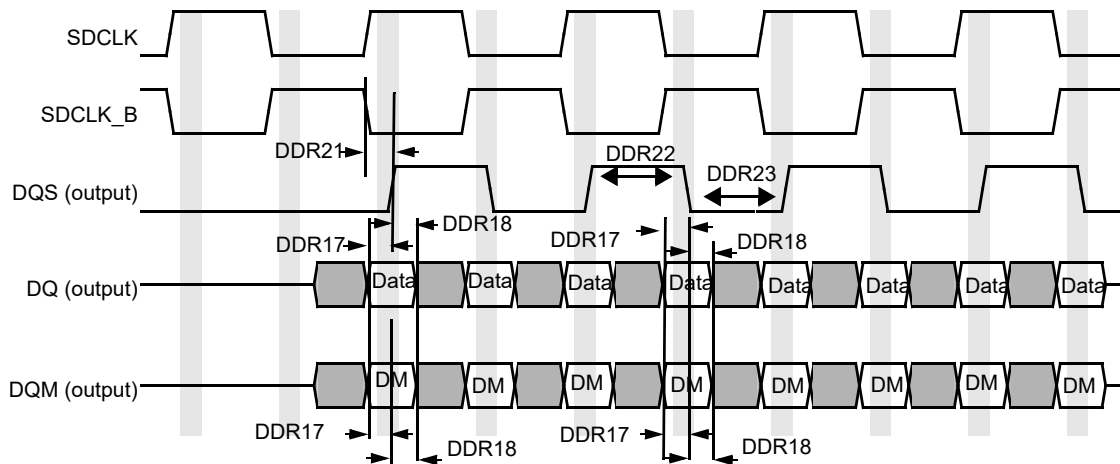 SDCLK
SDCLK_B
DDR21
DDR22
DDR23
DQS (output)
DDR17
DDR18
DDR17
DDR18
DQ (output)
Data
Data
Data
Data
Data
Data
Data
Data
DQM (output)
DM
DM
DM
DM
DM
DM
DM
DM
DDR17
DDR18
DDR17
DDR18